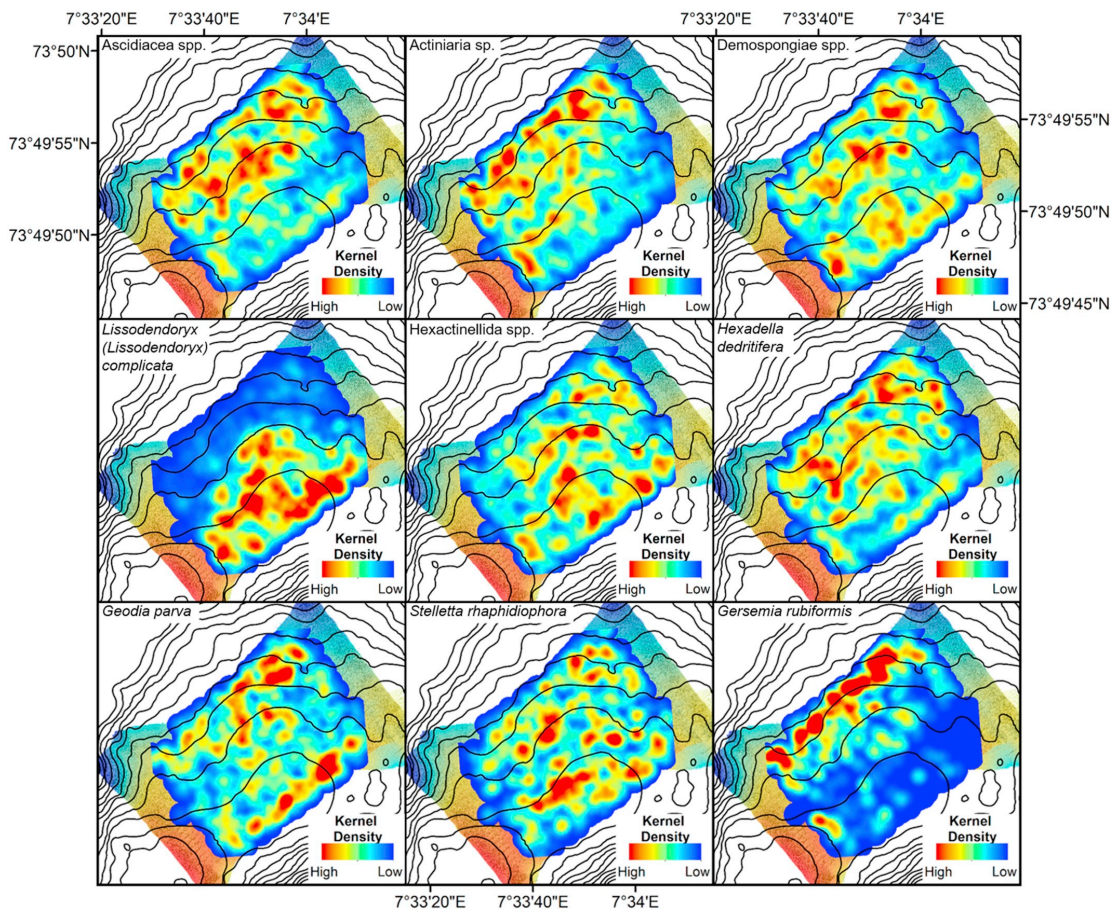 7°33'20"E 7°33'40"E 7°34'E 7°33'20"E 7°33'40"E 7°34'E
73°50'N
73°49'55"N
73°49'50"N
73°49'55"N
73°49'50"N
73°49'45"N
Ascidiacea spp.
Kernel
Density
High Low
Actiniaria sp.
Kernel
Density
High Low
Demospongiae spp.
Kernel
Density
High Low
Lissodendoryx
(Lissodendoryx)
complicata
Kernel
Density
High Low
Hexactinellida spp.
Kernel
Density
High Low
Hexadella
dedritifera
Kernel
Density
High Low
Geodia parva
Kernel
Density
High Low
Stelletta rhaphidiophora
Kernel
Density
High Low
Gersemia rubiformis
Kernel
Density
High Low
7°33'20"E 7°33'40"E 7°34'E